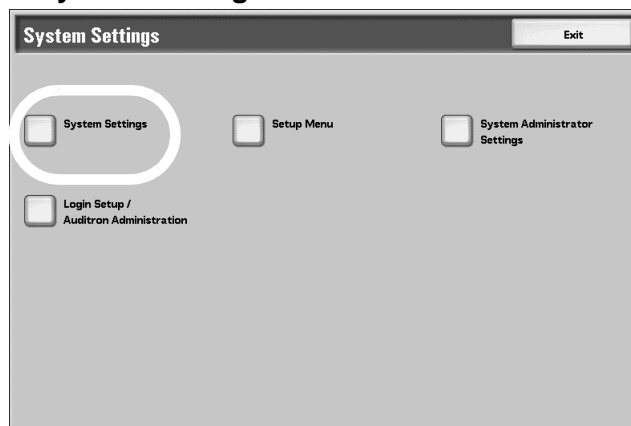 System Settings
Exit
System Settings
Setup Menu
System Administrator
Settings
Login Setup /
Auditron Administration